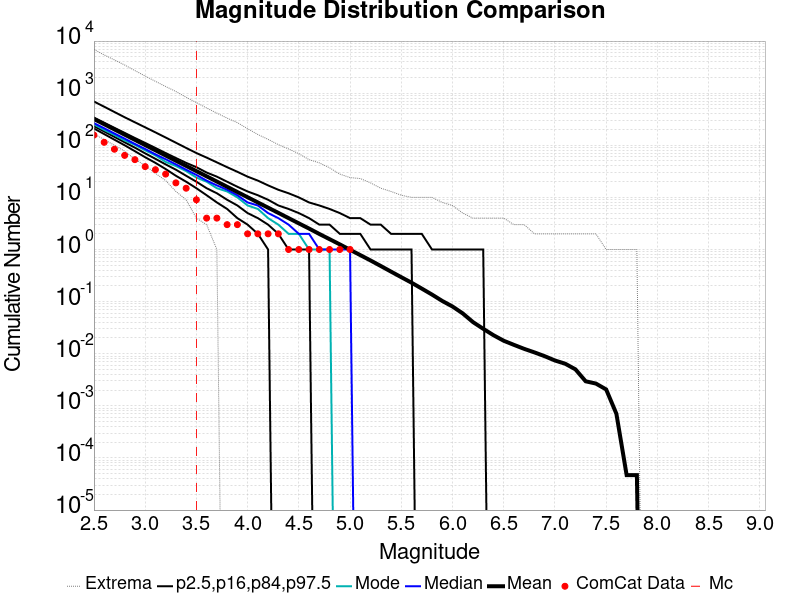 Magnitude Distribution Comparison
Cumulative Number
10^4
10^3
10^2
10^1
10^0
10^-1
10^-2
10^-3
10^-4
10^-5
2.5 3.0 3.5 4.0 4.5 5.0 5.5 6.0 6.5 7.0 7.5 8.0 8.5 9.0
Magnitude
Extrema p2.5,p16,p84,p97.5 Mode Median Mean ComCat Data Mc